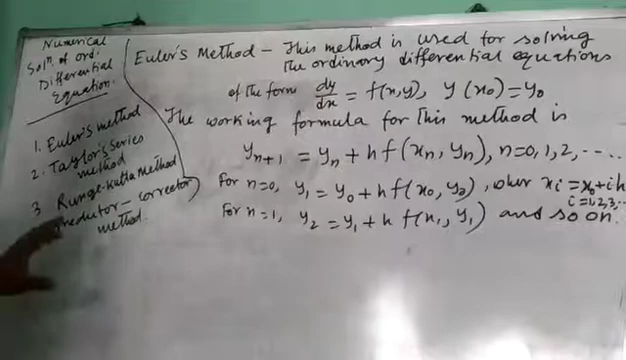 Numerical
Solⁿ. of ord.
Differential
Equation.
1. Euler's method
2. Taylor's series
method
3 Runge-Kutta method
predictor - corrector
method.
Euler's Method - This method is used for solving
the ordinary differential equations
of the form dy/dx = f(x,y), y(x₀) = y₀
The working formula for this method is
yₙ₊₁ = yₙ + h f(xₙ, yₙ), n=0,1,2, .....
For n=0, y₁ = y₀ + h f(x₀, y₀), where xᵢ = x₀ + ih
i=1,2,3,..
For n=1, y₂ = y₁ + h f(x₁, y₁) and so on.